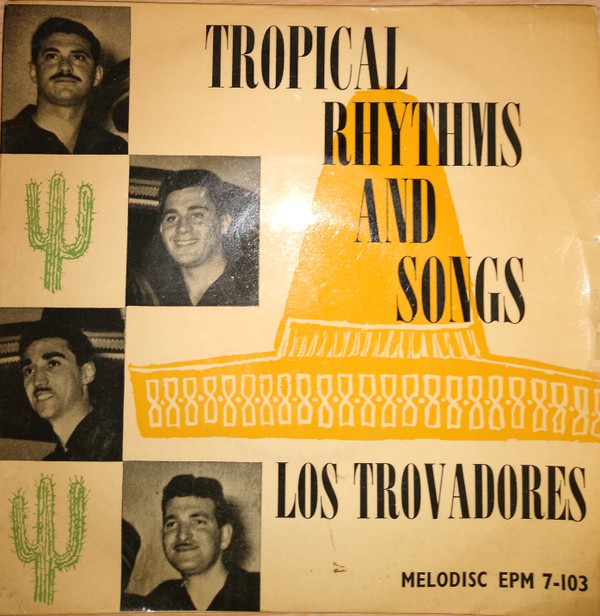 TROPICAL
RHYTHMS
AND
SONGS
LOS TROVADORES
MELODISC EPM 7-103